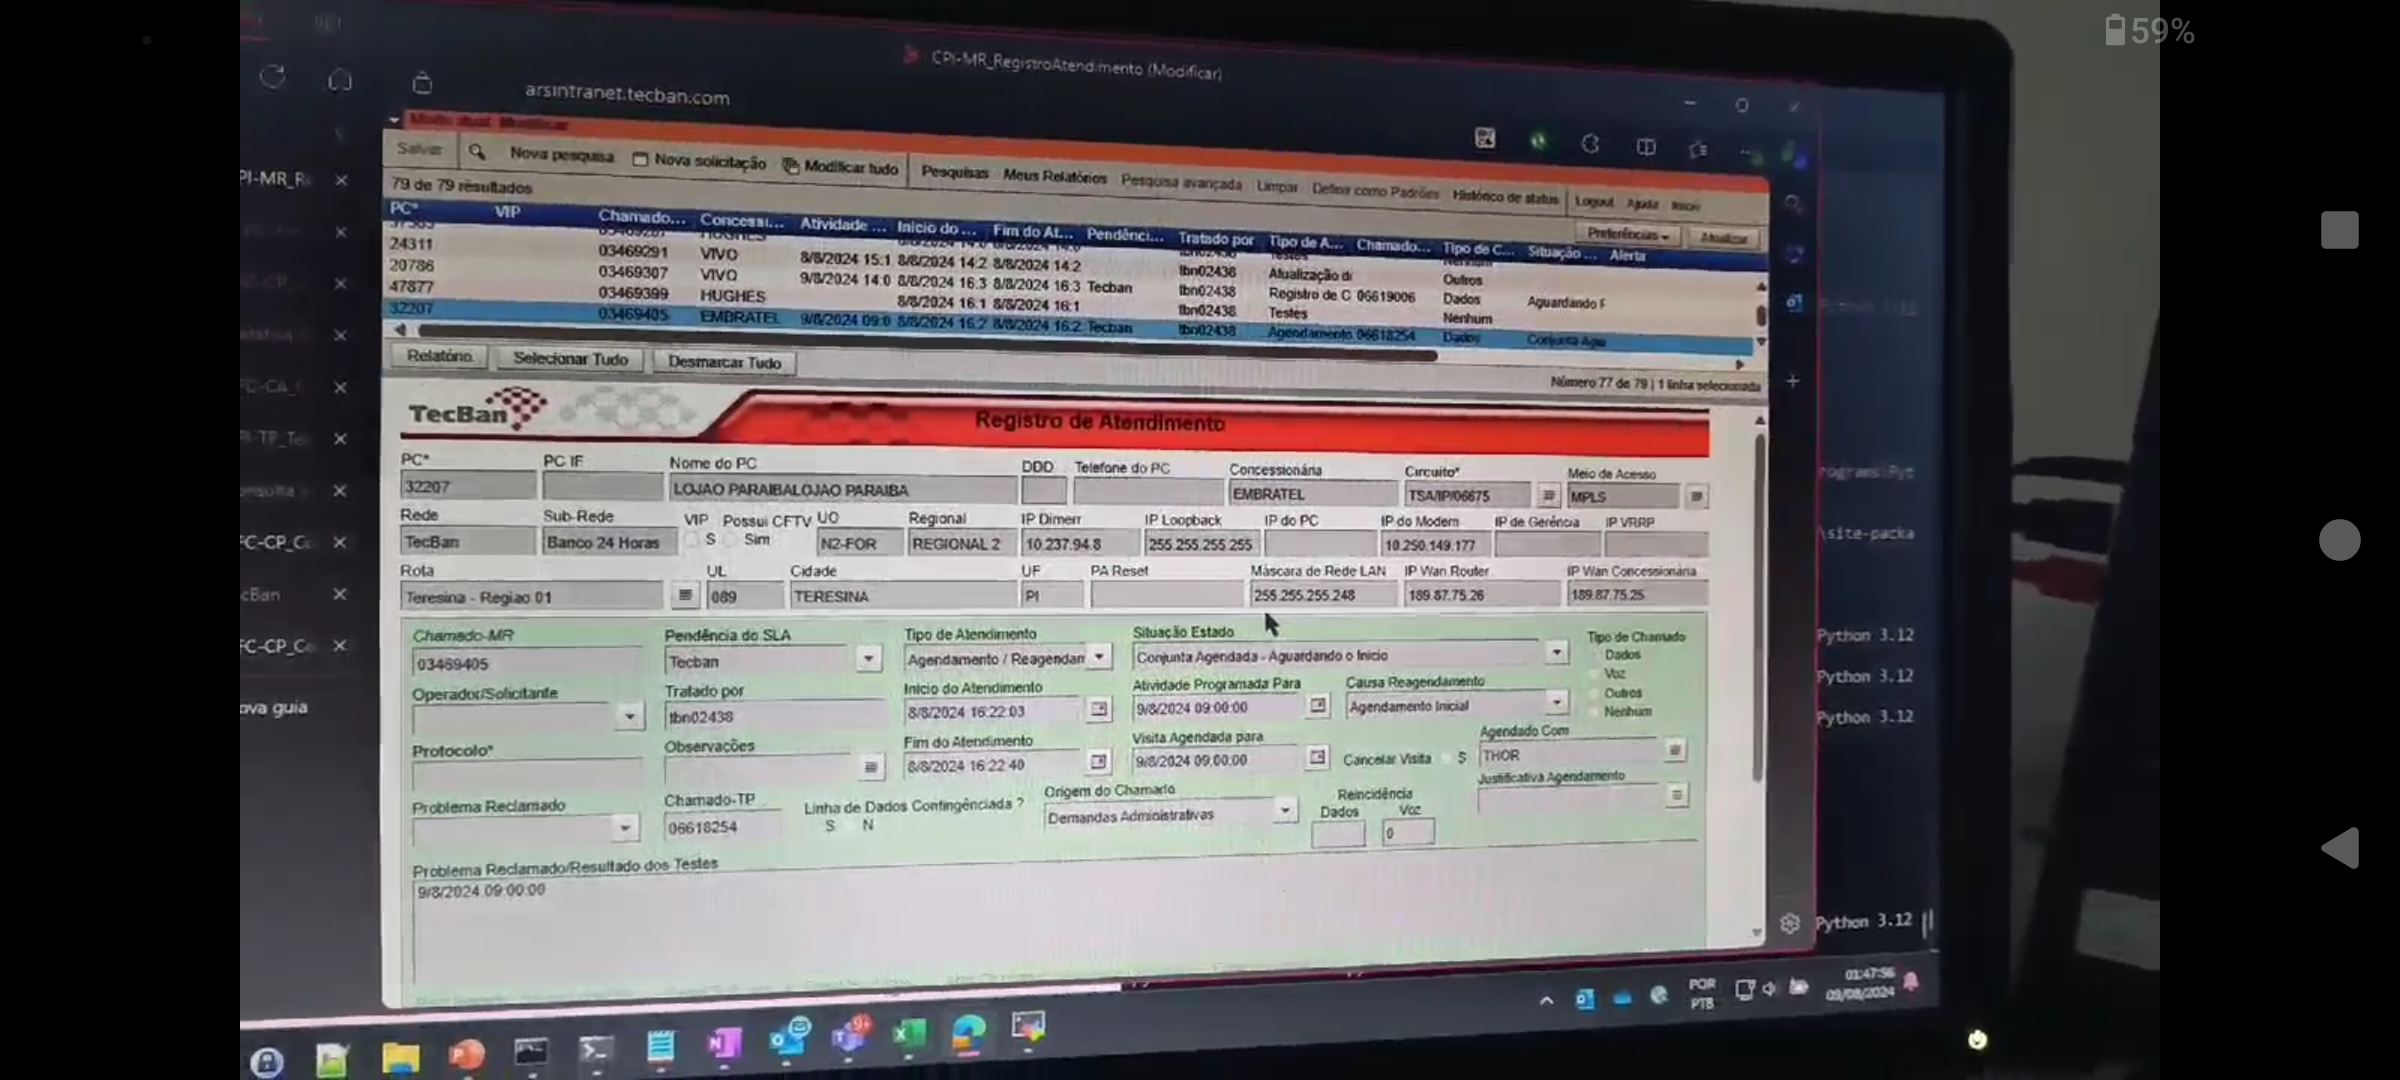 59%
CPI-MR_RegistroAtendimento (Modificar)
arsintranet.tecban.com
Modo atual: Modificar
Salvar Nova pesquisa Nova solicitação Modificar tudo Pesquisas Meus Relatórios Pesquisa avançada Limpar Definir como Padrões Histórico de status Logout Ajuda Início
79 de 79 resultados
Preferências Atualizar
PC* VIP Chamado... Concessi... Atividade ... Início do ... Fim do At... Pendênci... Tratado por Tipo de A... Chamado... Tipo de C... Situação ... Alerta
HUGHES tbn02438 Testes Nenhum
24311 03469291 VIVO 8/8/2024 15:1 8/8/2024 14:2 8/8/2024 14:2 tbn02438 Atualização d Outros
20786 03469307 VIVO 9/8/2024 14:0 8/8/2024 16:3 8/8/2024 16:3 Tecban tbn02438 Registro de C 06619006 Dados Aguardando F
47877 03469399 HUGHES 8/8/2024 16:1 8/8/2024 16:1 tbn02438 Testes Nenhum
32207 03469405 EMBRATEL 9/8/2024 09:0 8/8/2024 16:2 8/8/2024 16:2 Tecban tbn02438 Agendamento 06618254 Dados Conjunta Age
Relatório Selecionar Tudo Desmarcar Tudo
Número 77 de 79 | 1 linha selecionada
TecBan Registro de Atendimento
PC* PC IF Nome do PC DDD Telefone do PC Concessionária Circuito* Meio de Acesso
32207 LOJAO PARAIBALOJAO PARAIBA EMBRATEL TSA/IP/06675 MPLS
Rede Sub-Rede VIP Possui CFTV UO Regional IP Dimerr IP Loopback IP do PC IP do Modem IP de Gerência IP VRRP
TecBan Banco 24 Horas S Sim N2-FOR REGIONAL 2 10.237.94.8 255.255.255.255 10.250.149.177
Rota UL Cidade UF PA Reset Máscara de Rede LAN IP Wan Router IP Wan Concessionária
Teresina - Regiao 01 089 TERESINA PI 255.255.255.248 189.87.75.26 189.87.75.25
Chamado-MR Pendência do SLA Tipo de Atendimento Situação Estado Tipo de Chamado
03469405 Tecban Agendamento / Reagendan Conjunta Agendada - Aguardando o Inicio Dados
Voz
Outros
Nenhum
Operador/Solicitante Tratado por Início do Atendimento Atividade Programada Para Causa Reagendamento
tbn02438 8/8/2024 16:22:03 9/8/2024 09:00:00 Agendamento Inicial
Protocolo* Observações Fim do Atendimento Visita Agendada para Agendado Com
8/8/2024 16:22:40 9/8/2024 09:00:00 Cancelar Visita S THOR
Problema Reclamado Chamado-TP Linha de Dados Contingênciada ? Origem do Chamado Reincidência Justificativa Agendamento
06618254 S N Demandas Administrativas Dados Voz
0
Problema Reclamado/Resultado dos Testes
9/8/2024 09:00:00
PI-MR_R
FC-CA_
PI-TP_Te
onsulta
FC-CP_C
cBan
FC-CP_Co
ova guia
Python 3.12
rograms\Pyt
\site-packa
Python 3.12
Python 3.12
Python 3.12
Python 3.12
9+
POR
PTB
01:47:56
09/08/2024